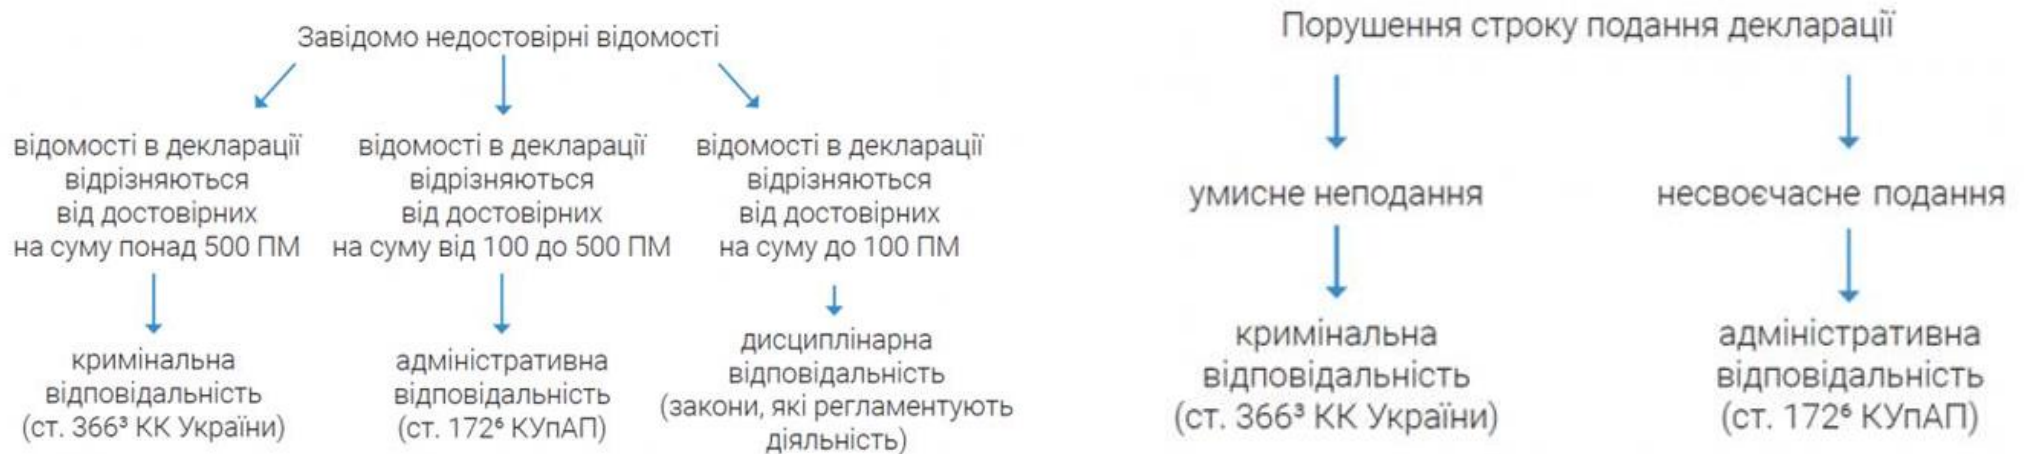 Завідомо недостовірні відомості
відомості в декларації
відрізняються
від достовірних
на суму понад 500 ПМ
кримінальна
відповідальність
(ст. 366³ КК України)
відомості в декларації
відрізняються
від достовірних
на суму від 100 до 500 ПМ
адміністративна
відповідальність
(ст. 172⁶ КУпАП)
відомості в декларації
відрізняються
від достовірних
на суму до 100 ПМ
дисциплінарна
відповідальність
(закони, які регламентують
діяльність)
Порушення строку подання декларації
умисне неподання
кримінальна
відповідальність
(ст. 366³ КК України)
несвоєчасне подання
адміністративна
відповідальність
(ст. 172⁶ КУпАП)